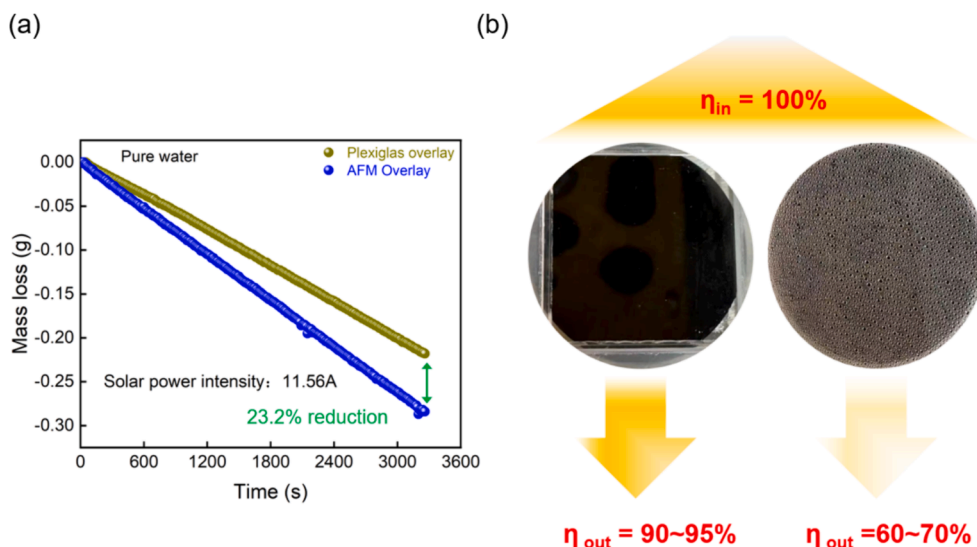 (a)
Pure water
Plexiglas overlay
AFM Overlay
0.00
-0.05
-0.10
-0.15
-0.20
-0.25
-0.30
Mass loss (g)
Solar power intensity：11.56A
23.2% reduction
0
600
1200
1800
2400
3000
3600
Time (s)
(b)
ηin = 100%
η out = 90~95%
η out =60~70%